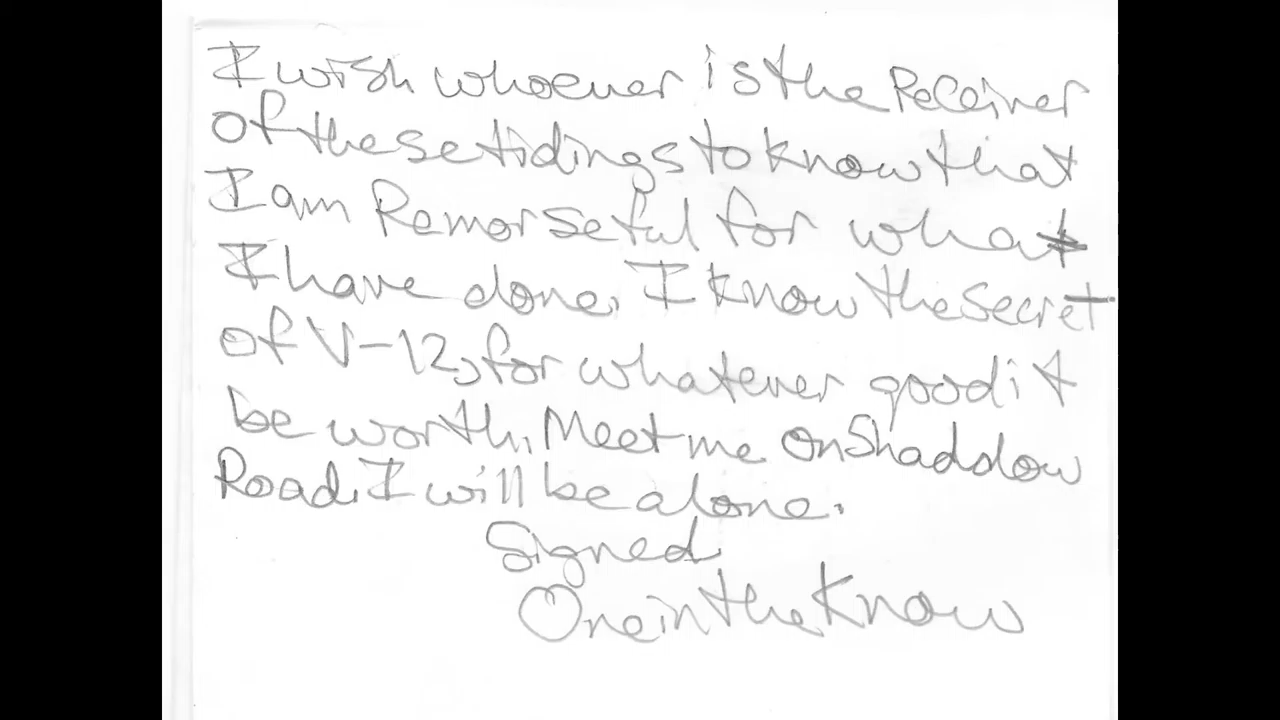 I wish whoever is the Receiver
of these tidings to know that
I am Remorseful for what
I have done. I know the secret
of V-12, for whatever good it
be worth. Meet me on Shaddow
Road. I will be alone.
Signed
One in the Know